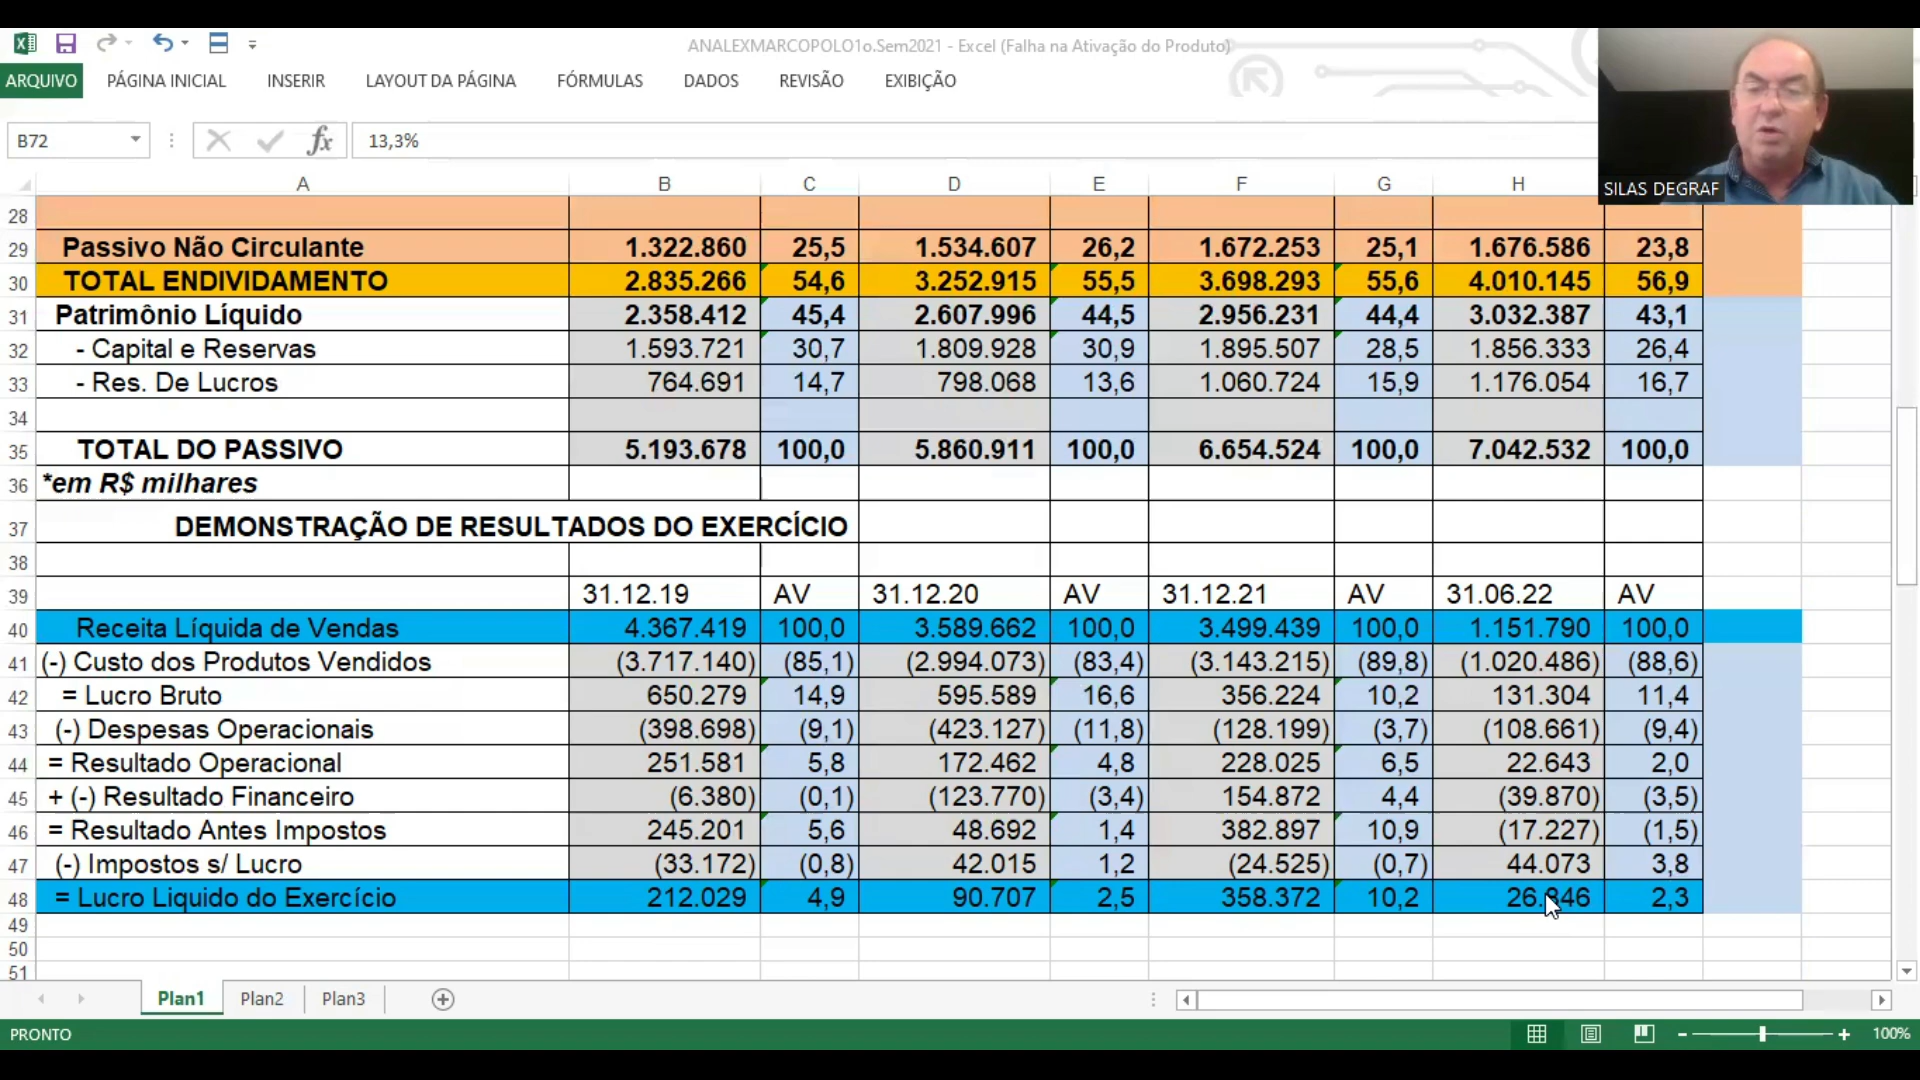 ANALEXMARCOPOLO1o.Sem2021 - Excel (Falha na Ativação do Produto)
ARQUIVO PÁGINA INICIAL INSERIR LAYOUT DA PÁGINA FÓRMULAS DADOS REVISÃO EXIBIÇÃO
B72 fx 13,3%
SILAS DEGRAF
A B C D E F G H
28
29 Passivo Não Circulante 1.322.860 25,5 1.534.607 26,2 1.672.253 25,1 1.676.586 23,8
30 TOTAL ENDIVIDAMENTO 2.835.266 54,6 3.252.915 55,5 3.698.293 55,6 4.010.145 56,9
31 Patrimônio Líquido 2.358.412 45,4 2.607.996 44,5 2.956.231 44,4 3.032.387 43,1
32 - Capital e Reservas 1.593.721 30,7 1.809.928 30,9 1.895.507 28,5 1.856.333 26,4
33 - Res. De Lucros 764.691 14,7 798.068 13,6 1.060.724 15,9 1.176.054 16,7
34
35 TOTAL DO PASSIVO 5.193.678 100,0 5.860.911 100,0 6.654.524 100,0 7.042.532 100,0
36 *em R$ milhares
37 DEMONSTRAÇÃO DE RESULTADOS DO EXERCÍCIO
38
39 31.12.19 AV 31.12.20 AV 31.12.21 AV 31.06.22 AV
40 Receita Líquida de Vendas 4.367.419 100,0 3.589.662 100,0 3.499.439 100,0 1.151.790 100,0
41 (-) Custo dos Produtos Vendidos (3.717.140) (85,1) (2.994.073) (83,4) (3.143.215) (89,8) (1.020.486) (88,6)
42 = Lucro Bruto 650.279 14,9 595.589 16,6 356.224 10,2 131.304 11,4
43 (-) Despesas Operacionais (398.698) (9,1) (423.127) (11,8) (128.199) (3,7) (108.661) (9,4)
44 = Resultado Operacional 251.581 5,8 172.462 4,8 228.025 6,5 22.643 2,0
45 + (-) Resultado Financeiro (6.380) (0,1) (123.770) (3,4) 154.872 4,4 (39.870) (3,5)
46 = Resultado Antes Impostos 245.201 5,6 48.692 1,4 382.897 10,9 (17.227) (1,5)
47 (-) Impostos s/ Lucro (33.172) (0,8) 42.015 1,2 (24.525) (0,7) 44.073 3,8
48 = Lucro Liquido do Exercício 212.029 4,9 90.707 2,5 358.372 10,2 26.846 2,3
49
50
51
Plan1 Plan2 Plan3
PRONTO 100%